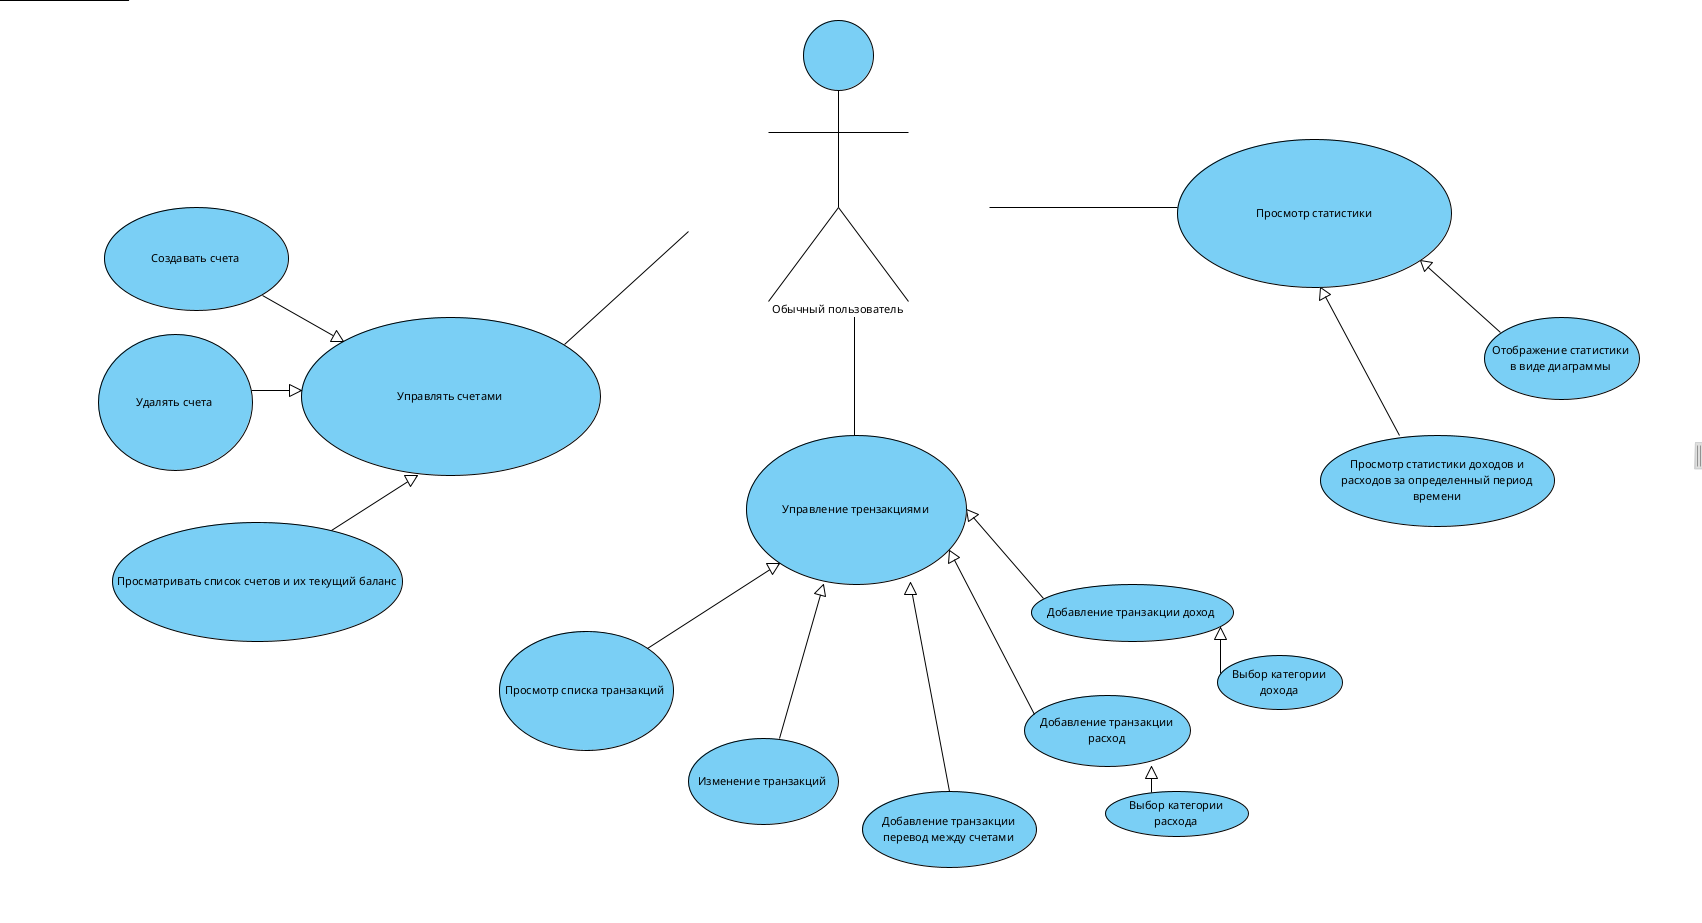 Обычный пользователь
Просмотр статистики
Отображение статистики
в виде диаграммы
Просмотр статистики доходов и
расходов за определенный период
времени
Создавать счета
Удалять счета
Управлять счетами
Просматривать список счетов и их текущий баланс
Управление трензакциями
Просмотр списка транзакций
Изменение транзакций
Добавление транзакции
перевод между счетами
Добавление транзакции доход
Выбор категории
дохода
Добавление транзакции
расход
Выбор категории
расхода